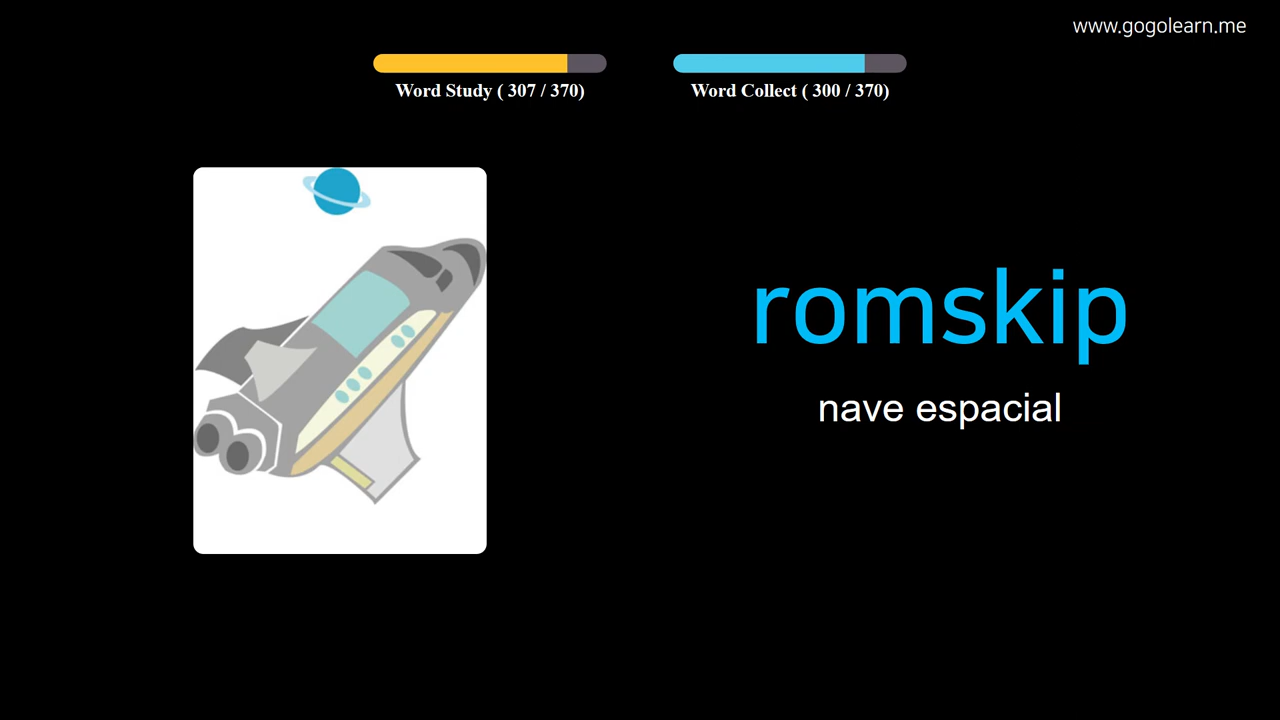 www.gogolearn.me
Word Study ( 307 / 370)
Word Collect ( 300 / 370)
romskip
nave espacial